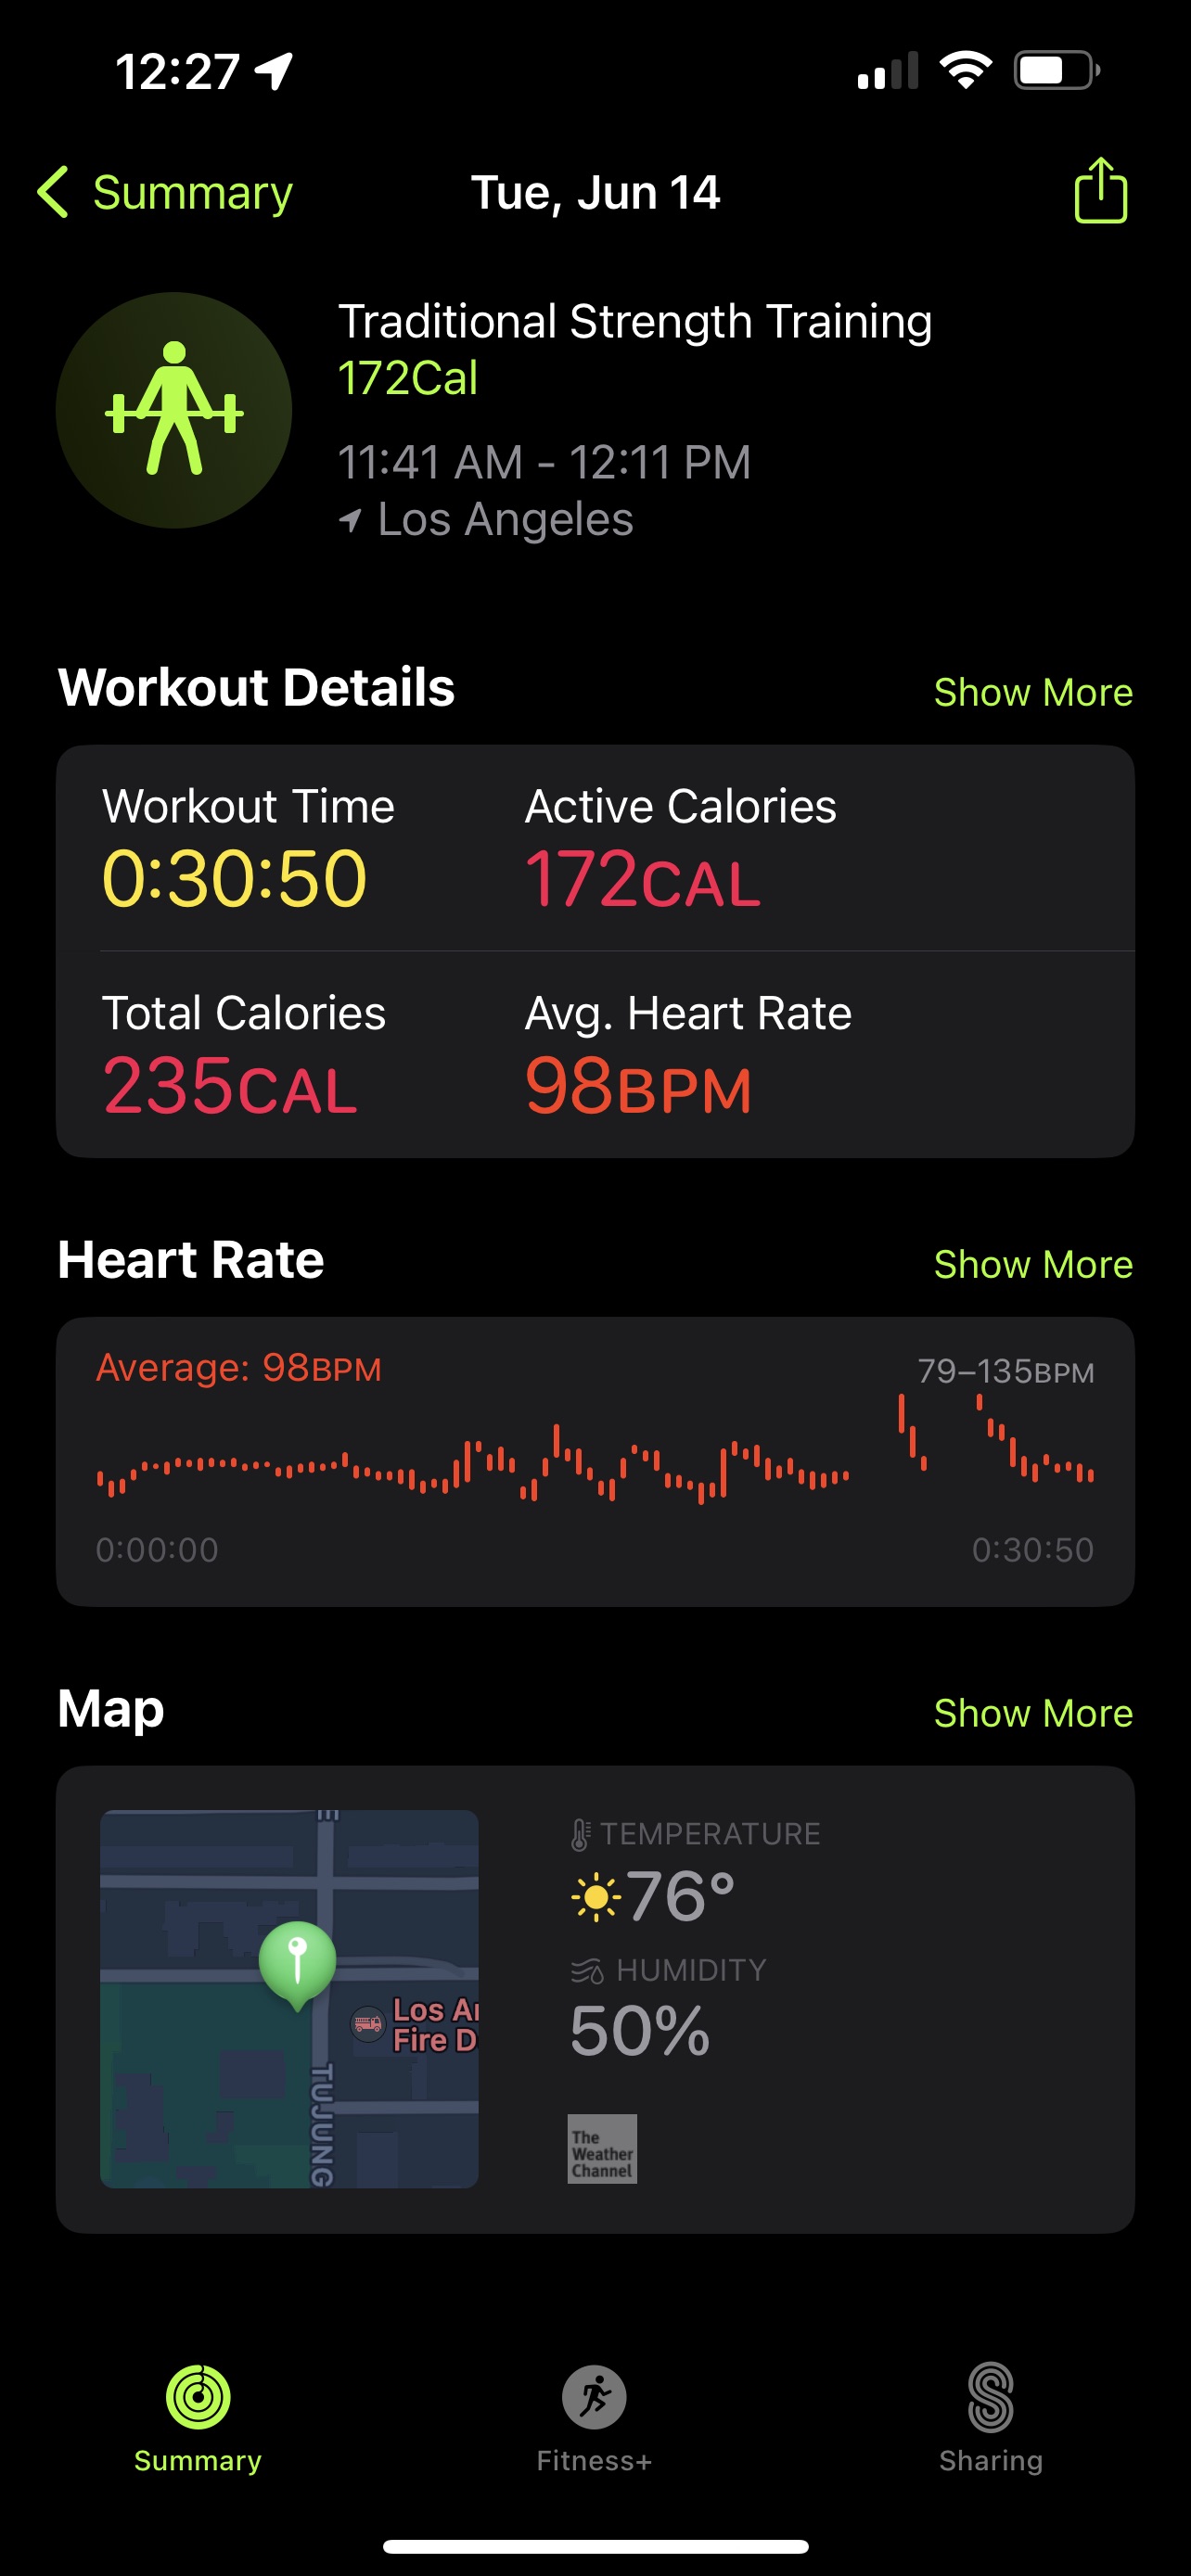 12:27
Summary
Tue, Jun 14
Traditional Strength Training
172Cal
11:41 AM - 12:11 PM
Los Angeles
Workout Details
Show More
Workout Time
Active Calories
0:30:50
172CAL
Total Calories
Avg. Heart Rate
235CAL
98BPM
Heart Rate
Show More
Average: 98BPM
79–135BPM
0:00:00
0:30:50
Map
Show More
E
Los A
Fire D
TUJUNG
TEMPERATURE
76°
HUMIDITY
50%
The
Weather
Channel
Summary
Fitness+
Sharing